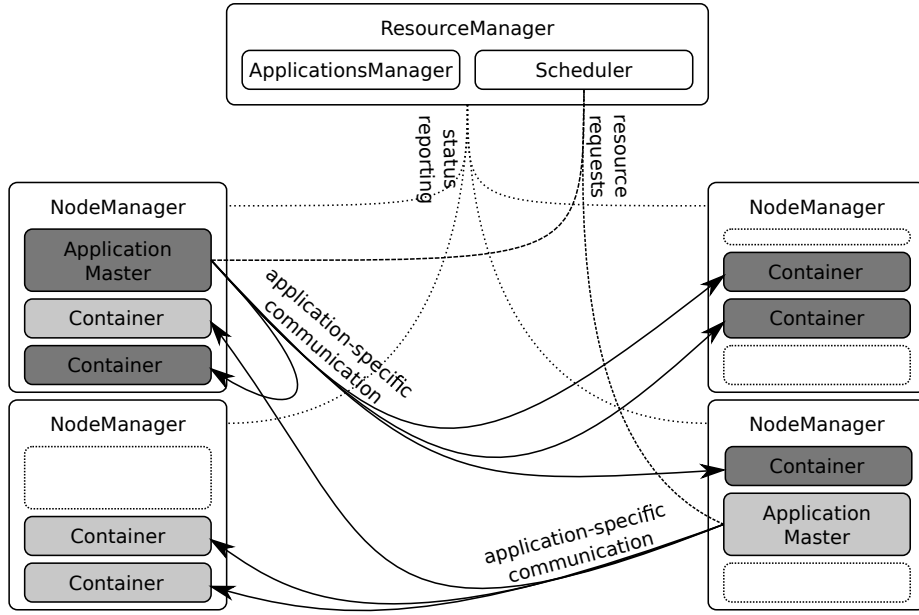 ResourceManager
ApplicationsManager
Scheduler
status
reporting
resource
requests
NodeManager
Application
Master
Container
Container
application-specific
communication
NodeManager
Container
Container
NodeManager
Container
Container
NodeManager
Container
Application
Master
application-specific
communication